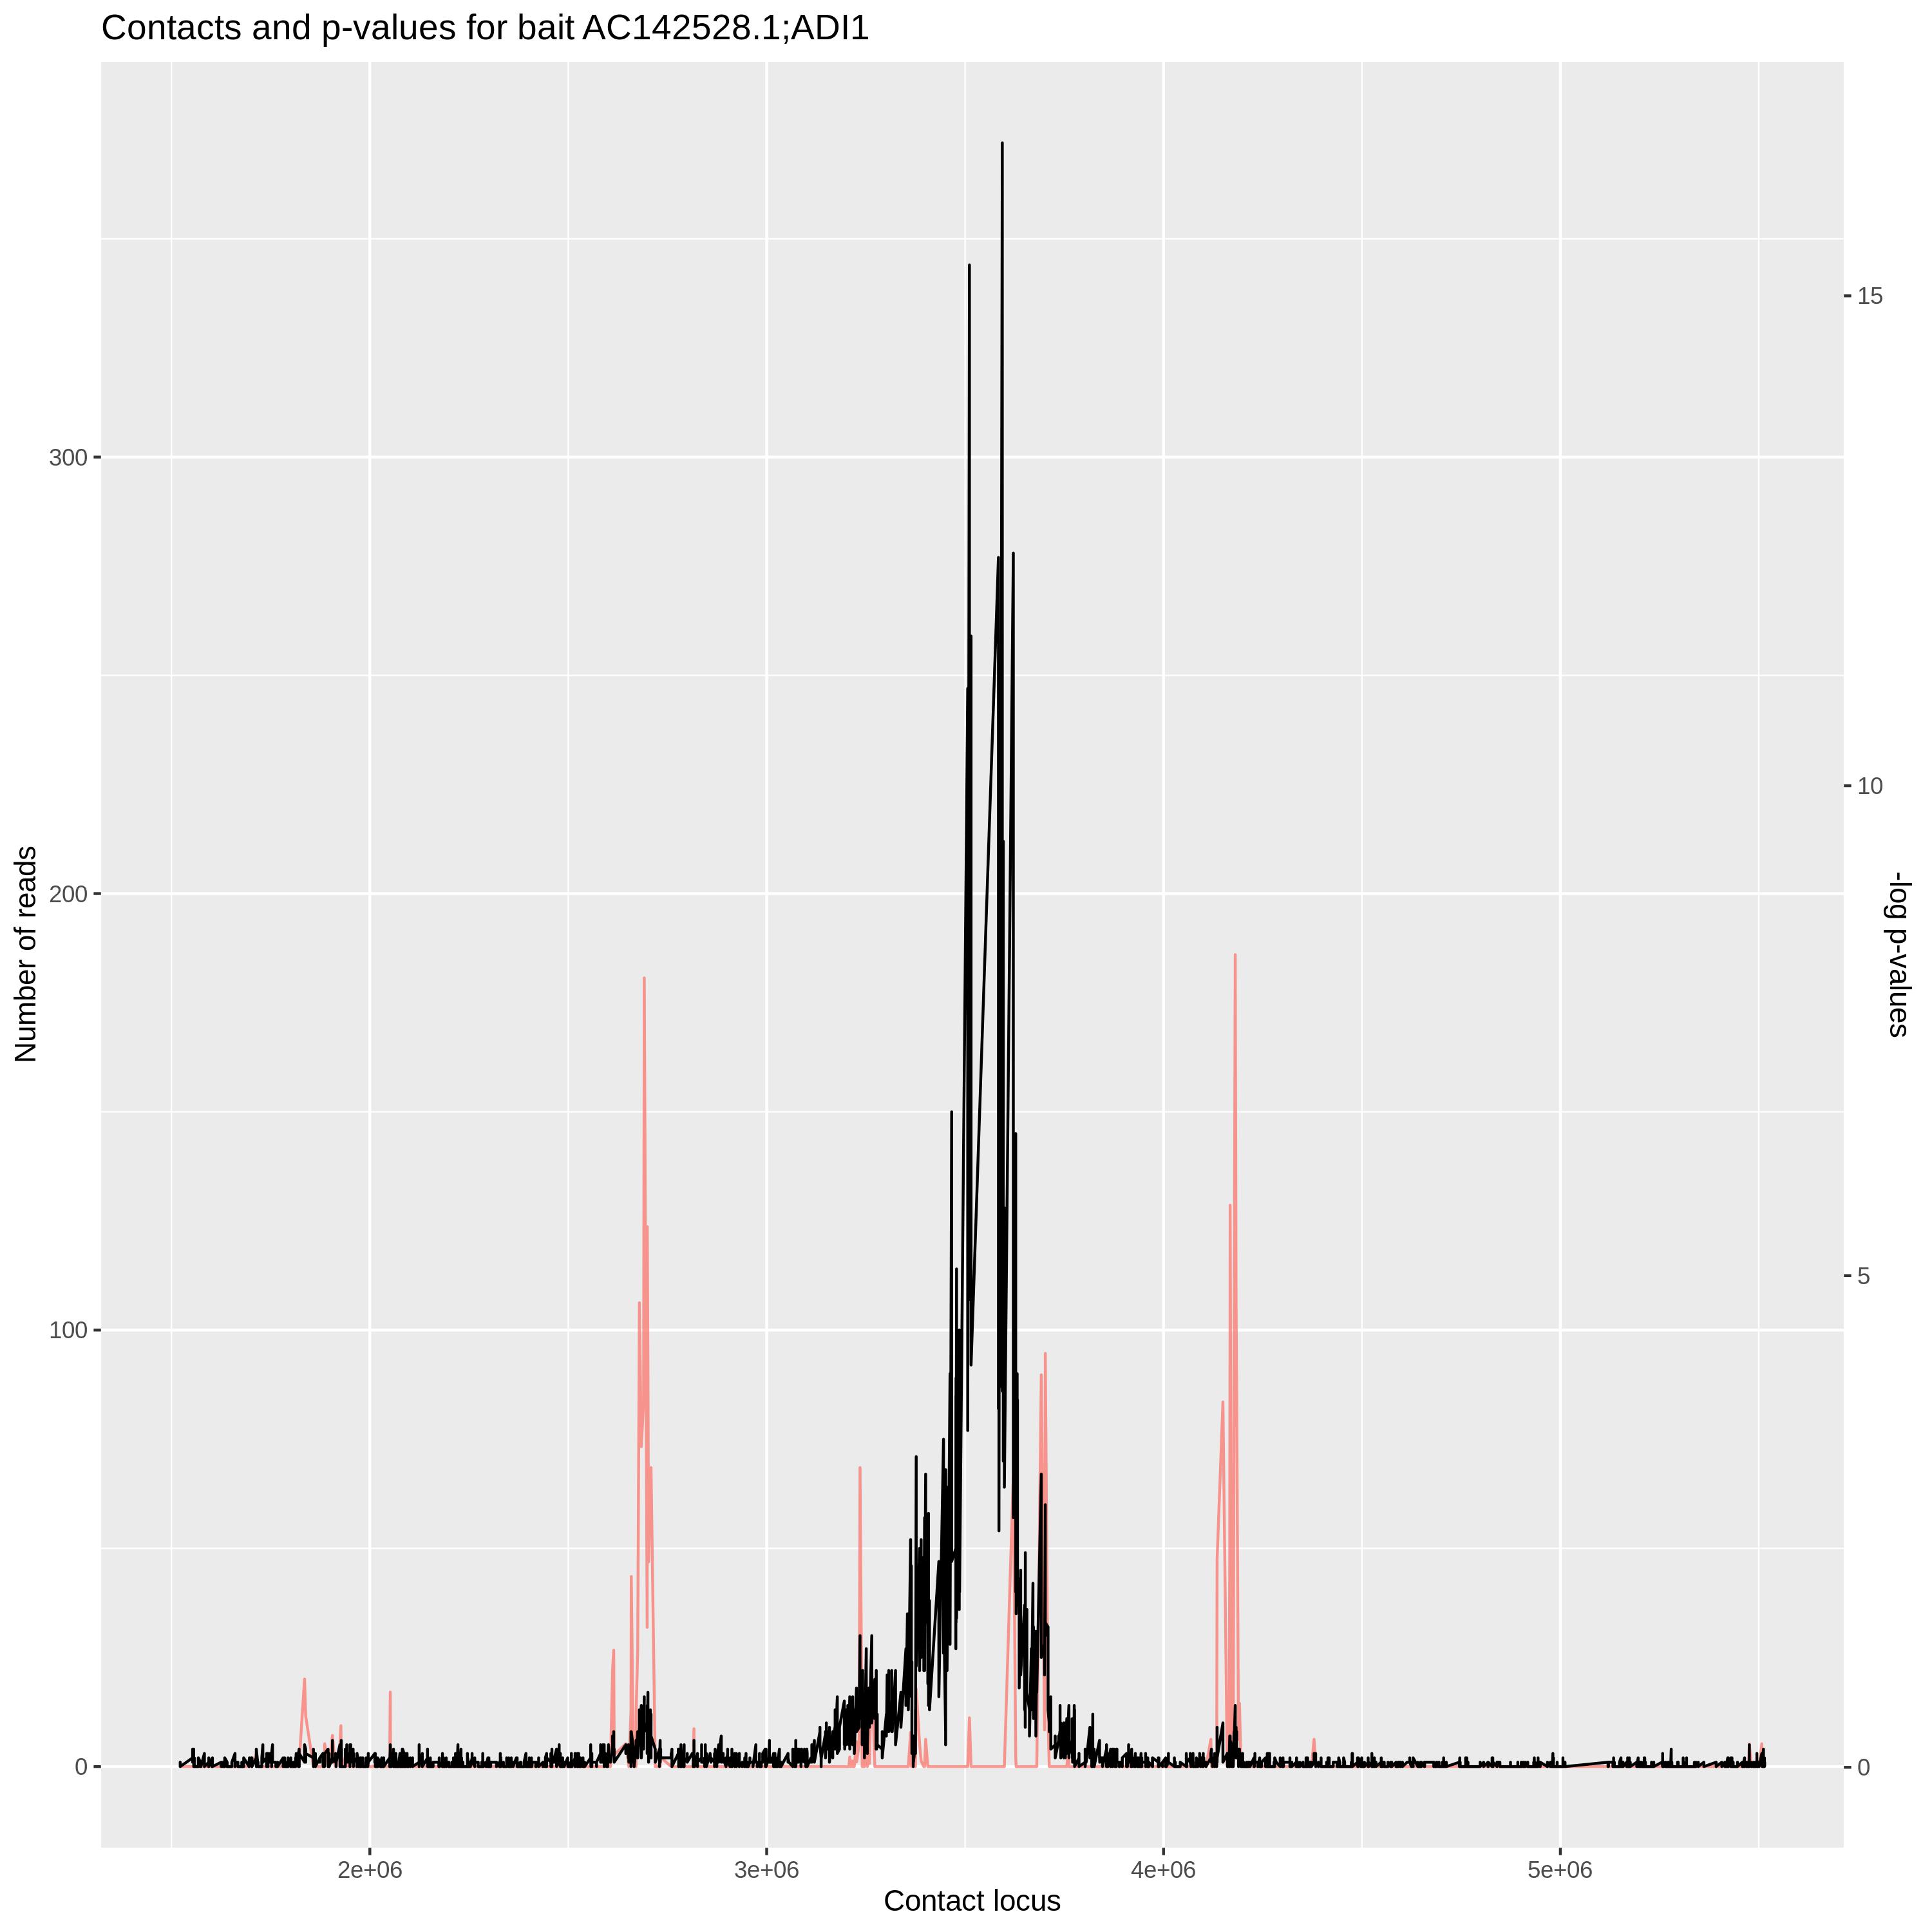 Contacts and p-values for bait AC142528.1;ADI1
Number of reads
300
200
100
0
15
10
5
0
-log p-values
2e+06 3e+06 4e+06 5e+06
Contact locus